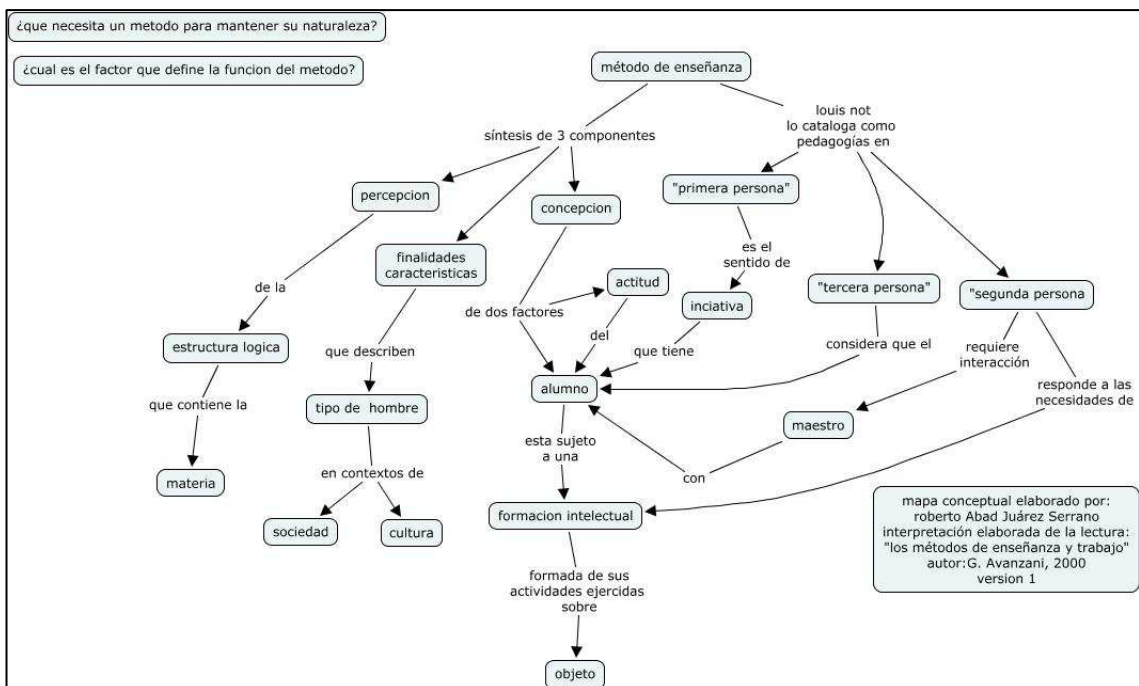 ¿que necesita un metodo para mantener su naturaleza?
¿cual es el factor que define la funcion del metodo?
método de enseñanza
síntesis de 3 componentes
louis not
lo cataloga como
pedagogías en
percepcion
concepcion
"primera persona"
finalidades
caracteristicas
es el
sentido de
de la
actitud
inciativa
"tercera persona"
"segunda persona
de dos factores
estructura logica
que describen
del
que tiene
considera que el
requiere
interacción
alumno
responde a las
necesidades de
que contiene la
tipo de hombre
maestro
esta sujeto
a una
materia
en contextos de
con
sociedad
cultura
formacion intelectual
mapa conceptual elaborado por:
roberto Abad Juárez Serrano
interpretación elaborada de la lectura:
"los métodos de enseñanza y trabajo"
autor:G. Avanzani, 2000
version 1
formada de sus
actividades ejercidas
sobre
objeto